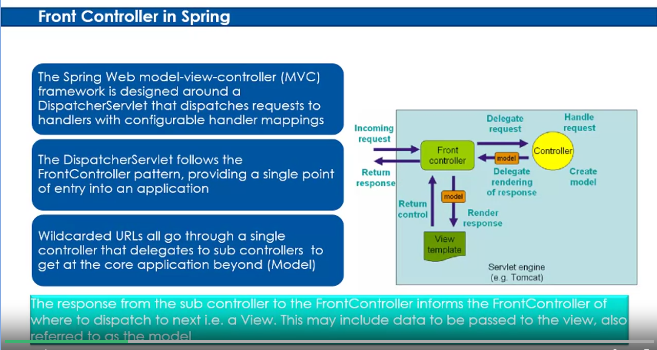 Front Controller in Spring
The Spring Web model-view-controller (MVC)
framework is designed around a
DispatcherServlet that dispatches requests to
handlers with configurable handler mappings
The DispatcherServlet follows the
FrontController pattern, providing a single point
of entry into an application
Wildcarded URLs all go through a single
controller that delegates to sub controllers to
get at the core application beyond (Model)
Incoming
request
Return
response
Front
controller
Delegate
request
Handle
request
Controller
model
Delegate
rendering
of response
Create
model
Return
control
model
Render
response
View
template
Servlet engine
(e.g. Tomcat)
The response from the sub controller to the FrontController informs the FrontController of
where to dispatch to next i.e. a View. This may include data to be passed to the view, also
referred to as the model